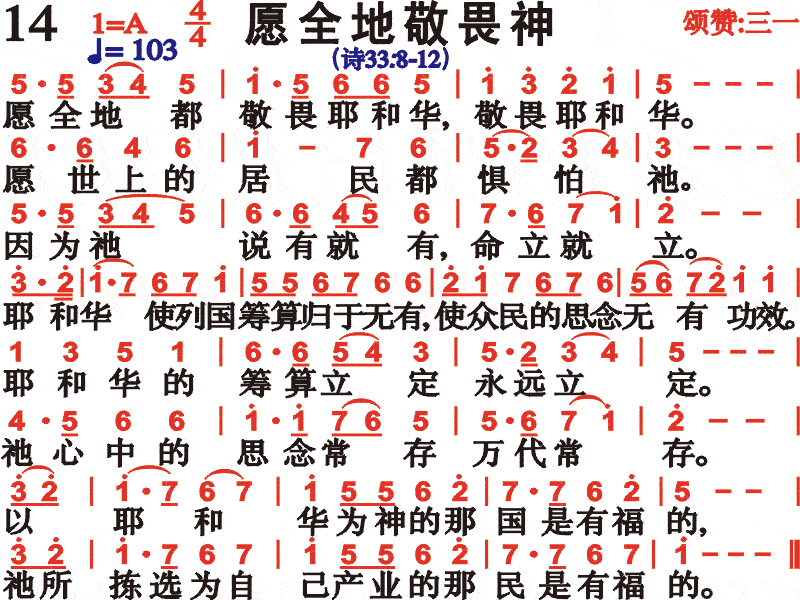 14 1=A 4/4 愿全地敬畏神 颂赞:三一
♩= 103 (诗33:8-12)
5·5 3 4 5 | 1·5 6 6 5 | 1 3 2 1 | 5 – – – |
愿全地 都 敬畏耶和华,敬畏耶和 华。
6·6 4 6 | 1 – 7 6 | 5·2 3 4 | 3 – – – |
愿 世上的 居 民都 惧 怕 祂。
5·5 3 4 5 | 6·6 4 5 6 | 7·6 7 1 | 2 – –
因为祂 说有就 有,命立就 立。
3·2 | 1·7 6 7 1 | 5 5 6 7 6 6 | 2 1 7 6 7 6 | 5 6 7 2 1 1 |
耶 和华 使列国筹算归于无有,使众民的思念无 有 功效。
1 3 5 1 | 6·6 5 4 3 | 5·2 3 4 | 5 – – – |
耶 和 华 的 筹算立 定 永远立 定。
4·5 6 6 | 1·1 7 6 5 | 5·6 7 1 | 2 – –
祂心中的 思念常 存 万代常 存。
3 2 | 1·7 6 7 | 1 5 5 6 2 | 7·7 6 2 | 5 – –
以 耶 和 华为神的那 国是有福 的,
3 2 | 1·7 6 7 | 1 5 5 6 2 | 7·7 6 7 | 1 – – – ‖
祂所 拣选为自 己产业的那 民是有福 的。